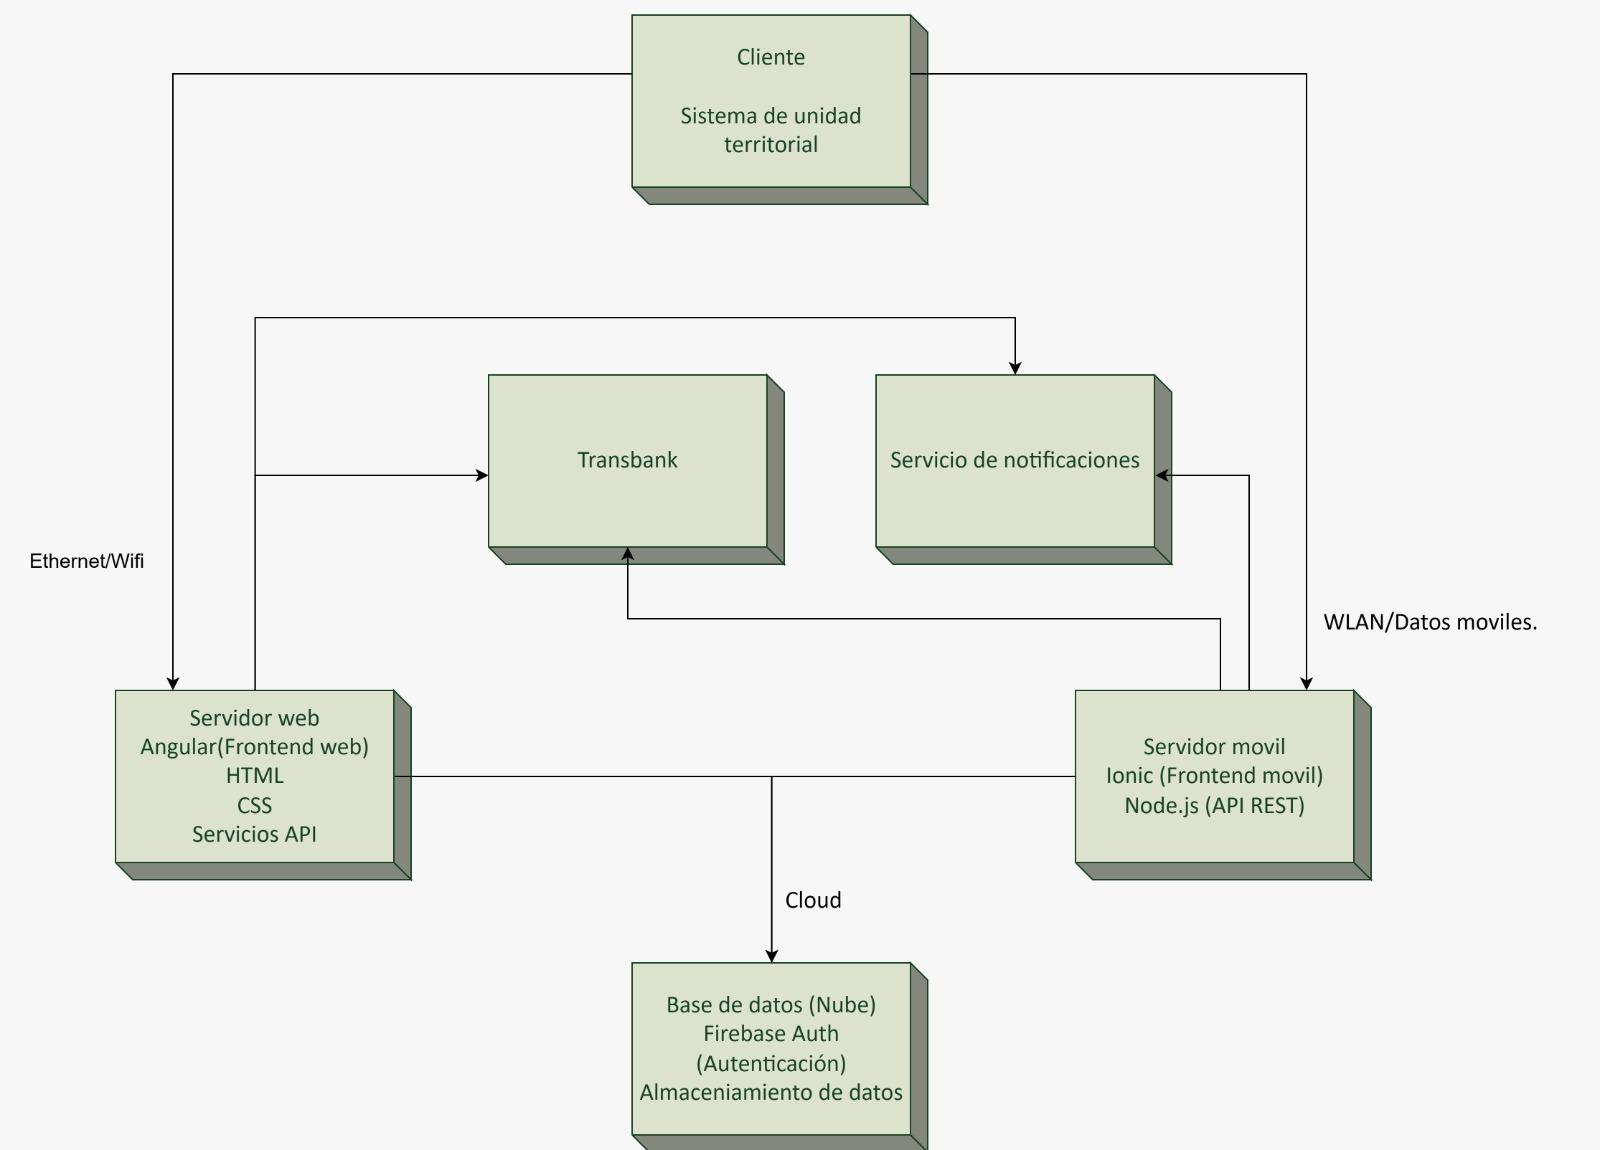 Cliente
Sistema de unidad
territorial
Transbank
Servicio de notificaciones
Ethernet/Wifi
WLAN/Datos moviles.
Servidor web
Angular(Frontend web)
HTML
CSS
Servicios API
Servidor movil
Ionic (Frontend movil)
Node.js (API REST)
Cloud
Base de datos (Nube)
Firebase Auth
(Autenticación)
Almaceniamiento de datos